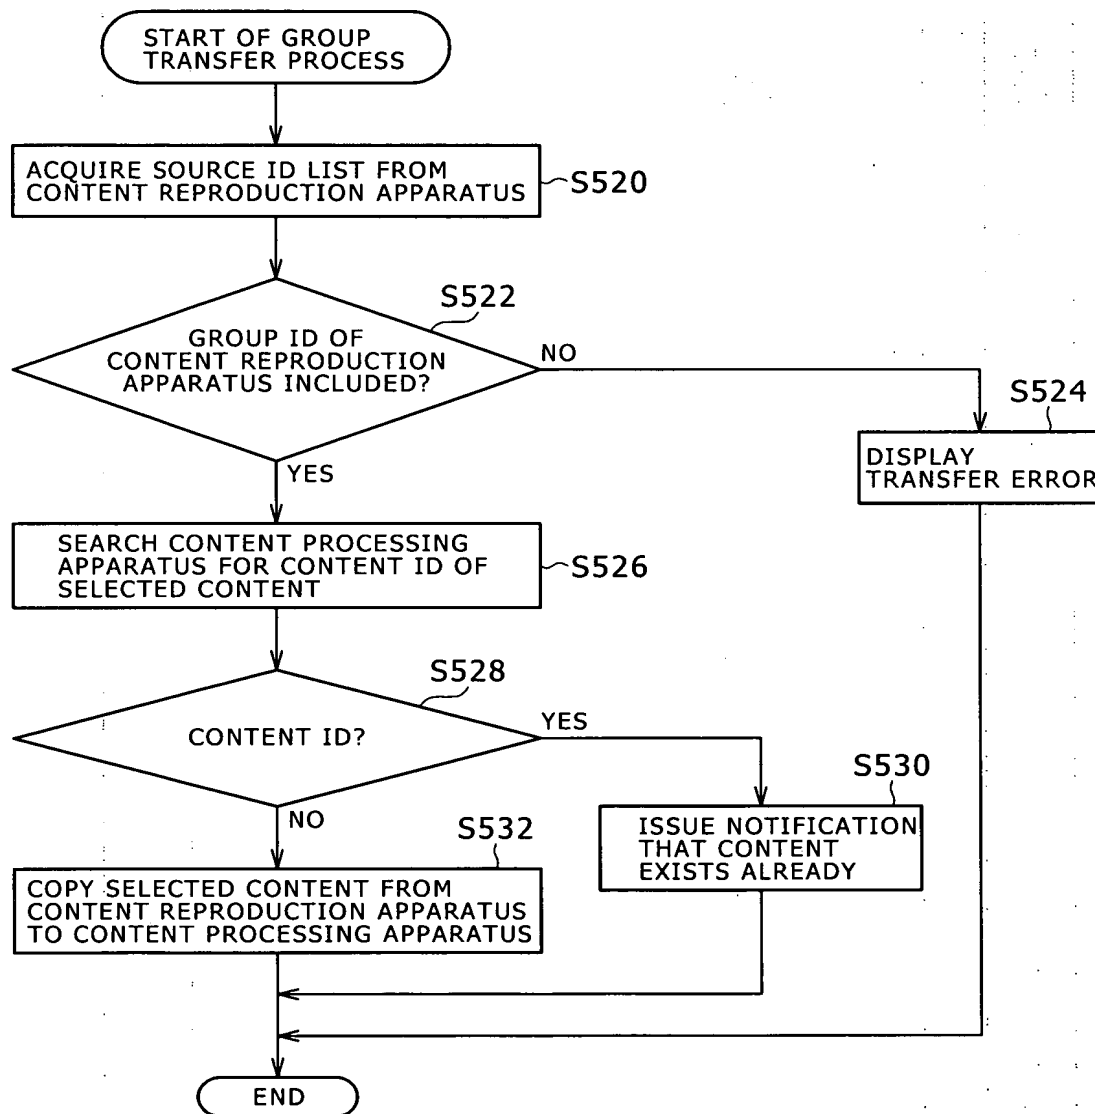 START OF GROUP
TRANSFER PROCESS
ACQUIRE SOURCE ID LIST FROM
CONTENT REPRODUCTION APPARATUS
S520
S522
GROUP ID OF
CONTENT REPRODUCTION
APPARATUS INCLUDED?
NO
YES
S524
DISPLAY
TRANSFER ERROR
SEARCH CONTENT PROCESSING
APPARATUS FOR CONTENT ID OF
SELECTED CONTENT
S526
S528
CONTENT ID?
YES
NO
S530
ISSUE NOTIFICATION
THAT CONTENT
EXISTS ALREADY
S532
COPY SELECTED CONTENT FROM
CONTENT REPRODUCTION APPARATUS
TO CONTENT PROCESSING APPARATUS
END